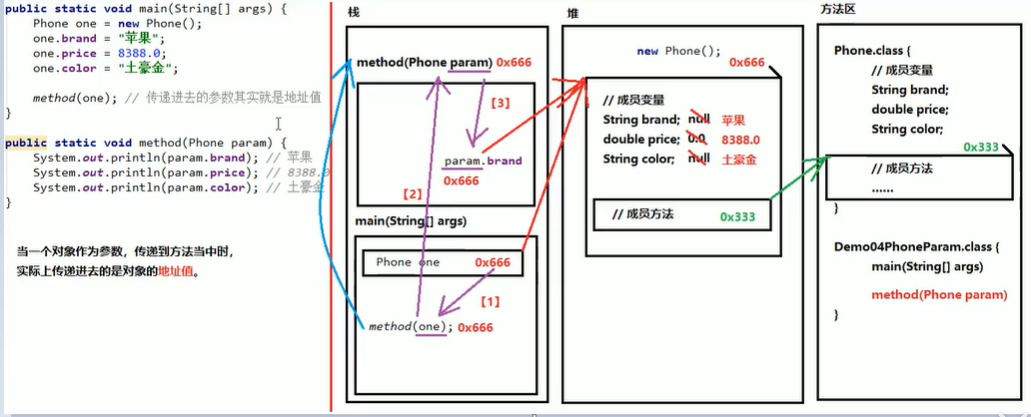 public static void main(String[] args) {
Phone one = new Phone();
one.brand = "苹果";
one.price = 8388.0;
one.color = "土豪金";
method(one); // 传递进去的参数其实就是地址值
}
public static void method(Phone param) {
System.out.println(param.brand); // 苹果
System.out.println(param.price); // 8388.0
System.out.println(param.color); // 土豪金
}
当一个对象作为参数，传递到方法当中时，
实际上传递进去的是对象的地址值。
栈
method(Phone param) 0x666
【3】
param.brand
0x666
【2】
main(String[] args)
Phone one 0x666
【1】
method(one); 0x666
堆
new Phone();
0x666
// 成员变量
String brand; null 苹果
double price; 0.0 8388.0
String color; null 土豪金
// 成员方法 0x333
方法区
Phone.class {
// 成员变量
String brand;
double price;
String color;
0x333
// 成员方法
......
}
Demo04PhoneParam.class {
main(String[] args)
method(Phone param)
}